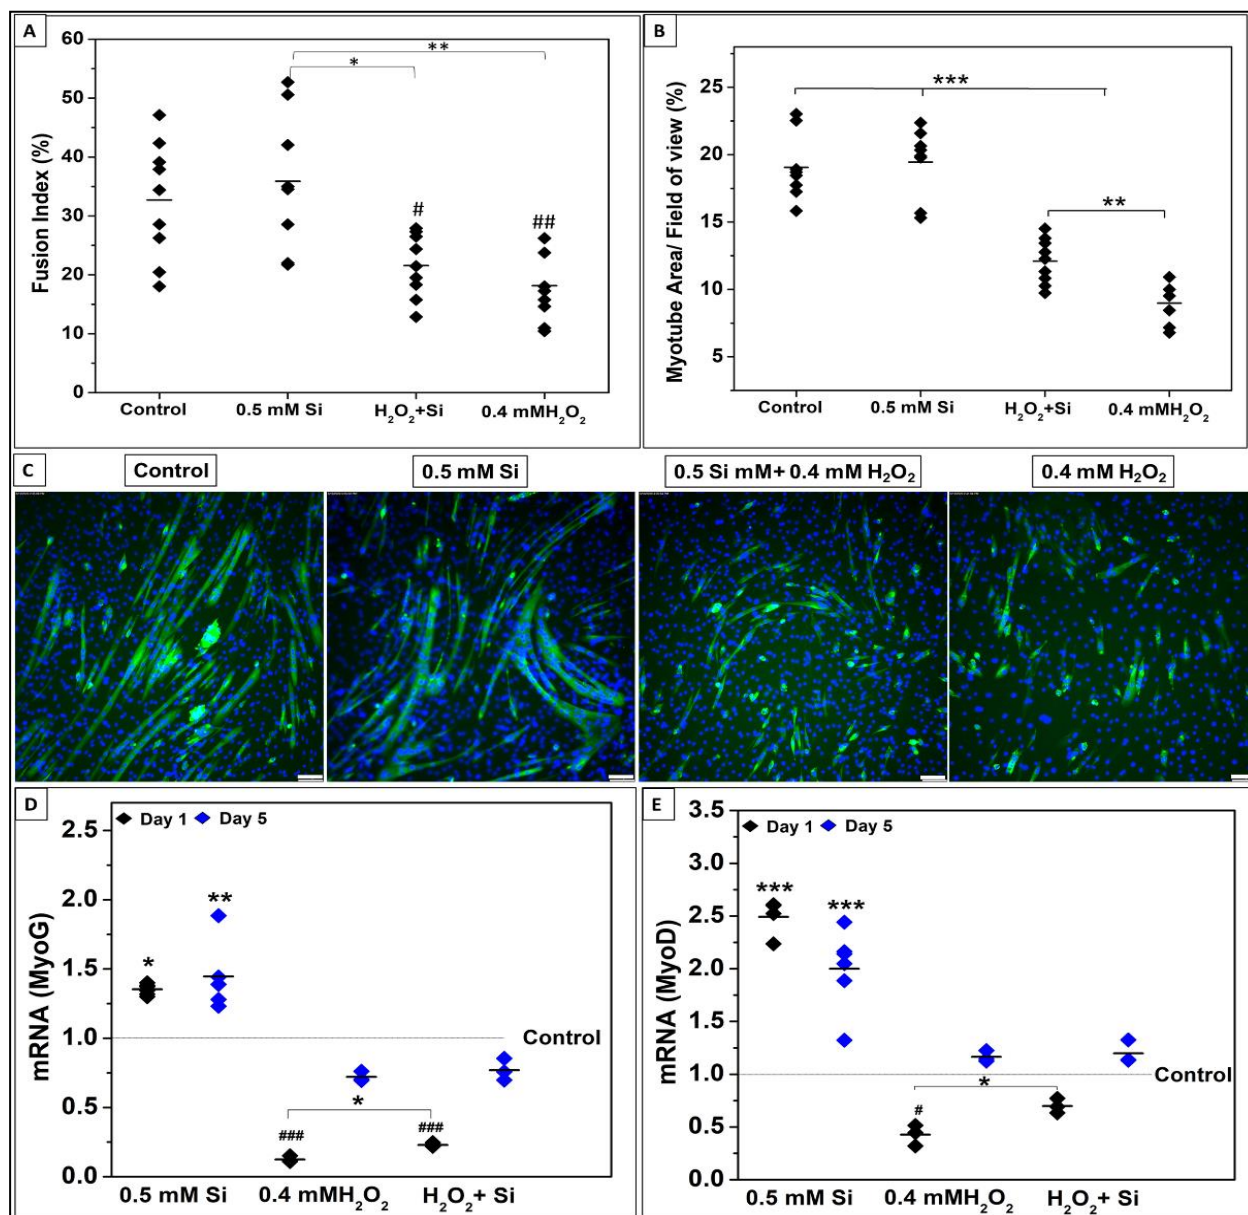 A
60
50
40
30
20
10
0
Fusion Index (%)
*
**
#
##
Control
0.5 mM Si
H₂O₂+Si
0.4 mMH₂O₂
B
25
20
15
10
5
Myotube Area/ Field of view (%)
***
**
Control
0.5 mM Si
H₂O₂+Si
0.4 mMH₂O₂
C
Control
0.5 mM Si
0.5 Si mM+ 0.4 mM H₂O₂
0.4 mM H₂O₂
D
Day 1 Day 5
2.5
2.0
1.5
1.0
0.5
0.0
mRNA (MyoG)
*
**
Control
*
###
###
0.5 mM Si
0.4 mMH₂O₂
H₂O₂+ Si
E
Day 1 Day 5
3.5
3.0
2.5
2.0
1.5
1.0
0.5
0.0
mRNA (MyoD)
***
***
Control
*
#
0.5 mM Si
0.4 mMH₂O₂
H₂O₂+ Si